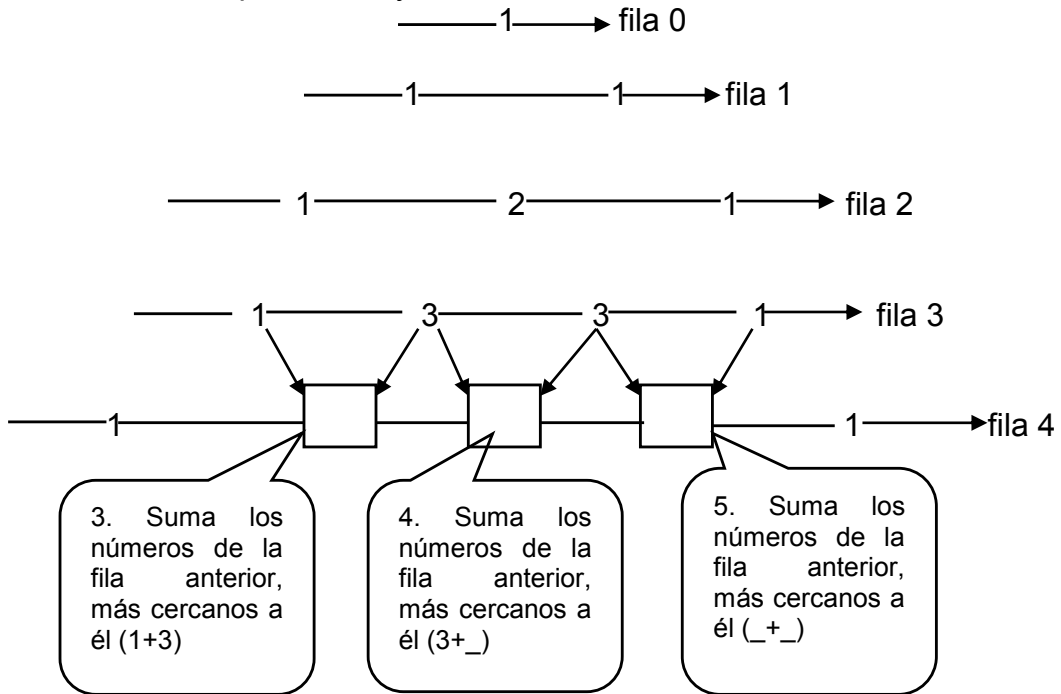 1 fila 0
1 1 fila 1
1 2 1 fila 2
1 3 3 1 fila 3
1 1 fila 4
3. Suma los
números de la
fila anterior,
más cercanos a
él (1+3)
4. Suma los
números de la
fila anterior,
más cercanos a
él (3+_)
5. Suma los
números de la
fila anterior,
más cercanos a
él (_+_)